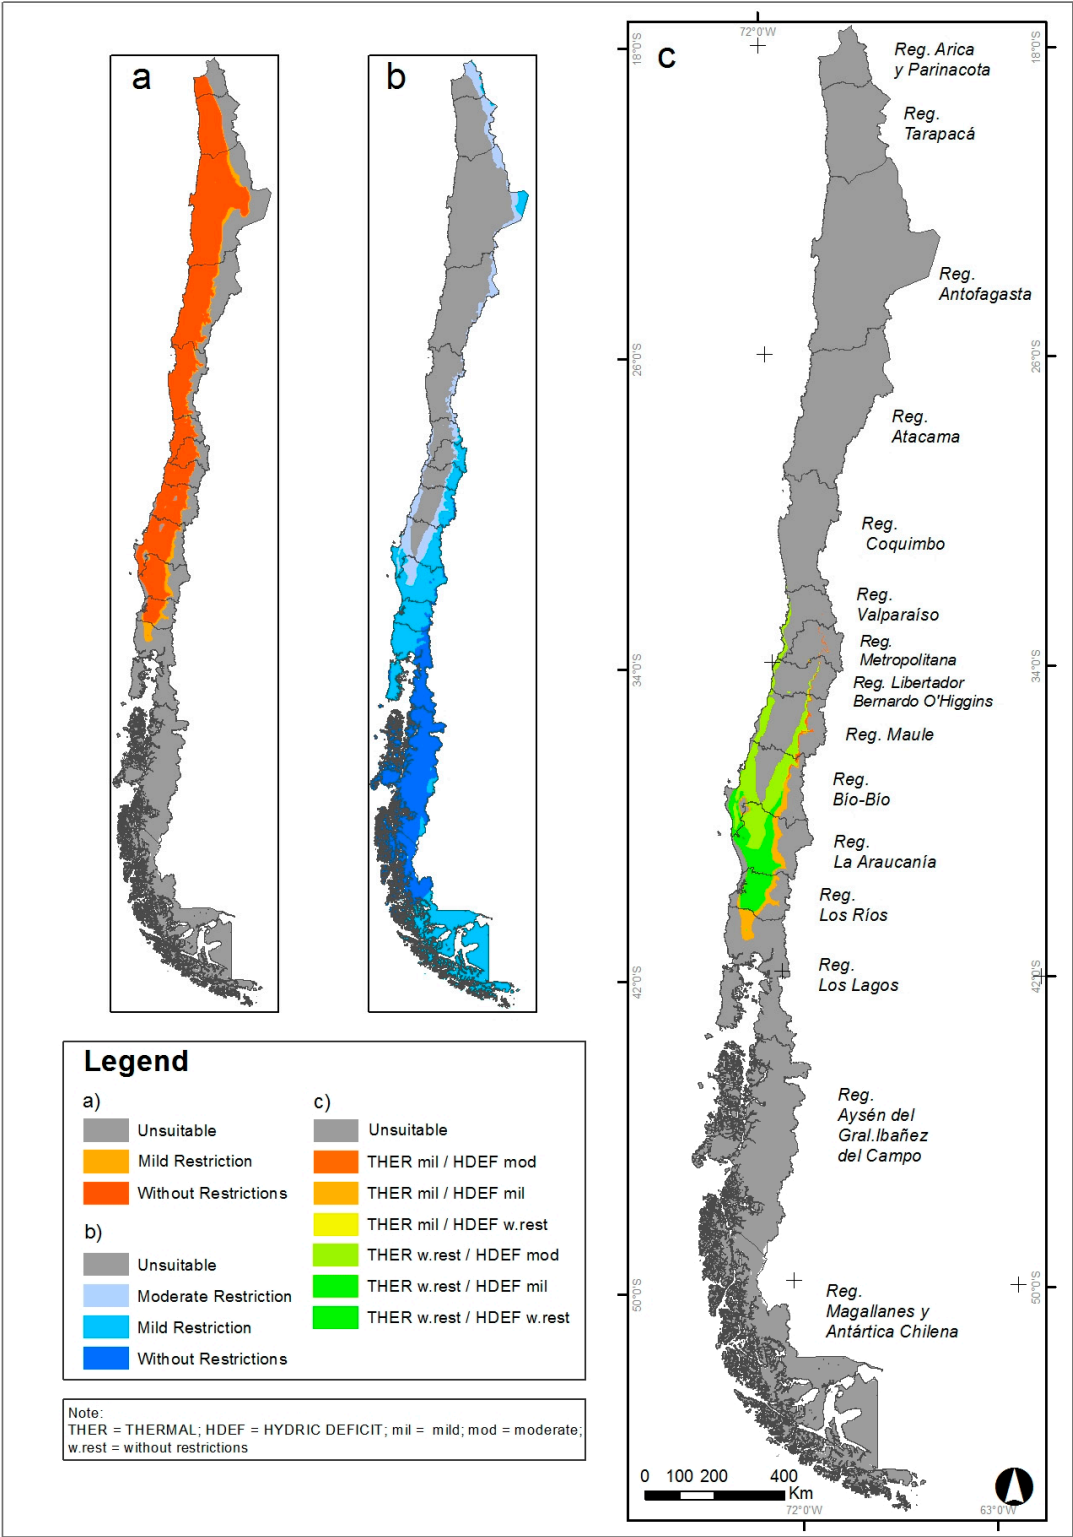 a
b
c
72°0'W
18°0'S
18°0'S
Reg. Arica
y Parinacota
Reg.
Tarapacá
Reg.
Antofagasta
26°0'S
26°0'S
Reg.
Atacama
Reg.
Coquimbo
Reg.
Valparaíso
Reg.
Metropolitana
34°0'S
34°0'S
Reg. Libertador
Bernardo O'Higgins
Reg. Maule
Reg.
Bío-Bío
Reg.
La Araucanía
Reg.
Los Ríos
Reg.
Los Lagos
42°0'S
42°0'S
Reg.
Aysén del
Gral.Ibañez
del Campo
50°0'S
50°0'S
Reg.
Magallanes y
Antártica Chilena
0 100 200 400
Km
72°0'W
63°0'W
Legend
a)
Unsuitable
Mild Restriction
Without Restrictions
b)
Unsuitable
Moderate Restriction
Mild Restriction
Without Restrictions
c)
Unsuitable
THER mil / HDEF mod
THER mil / HDEF mil
THER mil / HDEF w.rest
THER w.rest / HDEF mod
THER w.rest / HDEF mil
THER w.rest / HDEF w.rest
Note:
THER = THERMAL; HDEF = HYDRIC DEFICIT; mil = mild; mod = moderate;
w.rest = without restrictions